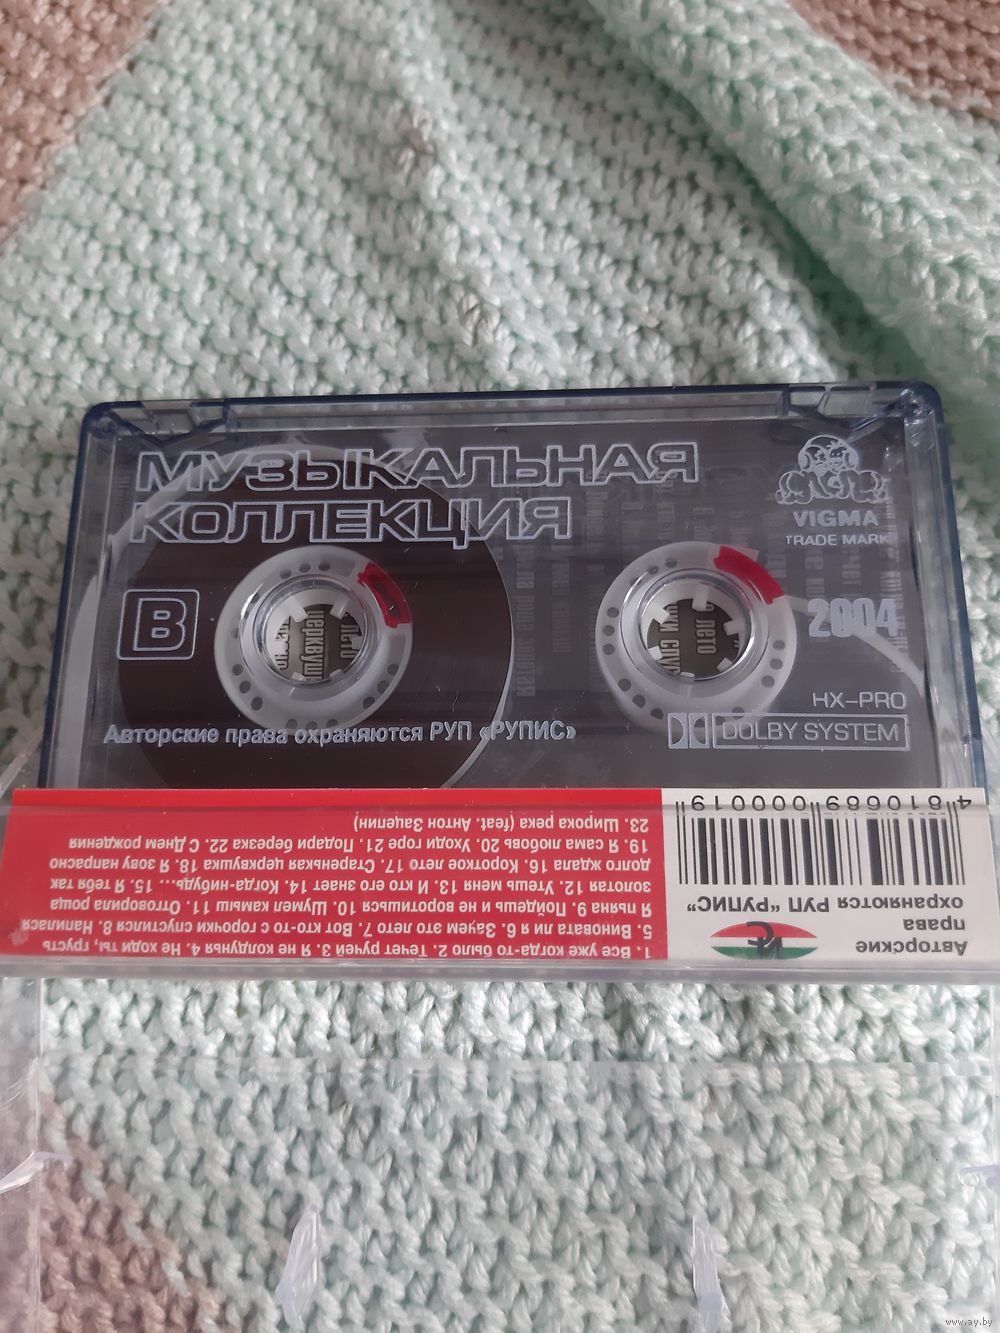 МУЗЫКАЛЬНАЯ
КОЛЛЕКЦИЯ
VIGMA
TRADE MARK
B
2004
HX-PRO
DOLBY SYSTEM
Авторские права охраняются РУП «РУПИС»
1. Все уже когда-то было 2. Течет ручей 3. Я не колдунья 4. Не ходи ты, грусть
5. Виновата ли я 6. Зачем это лето 7. Вот кто-то с горочки спустился 8. Напилася
Я пьяна 9. Пойдешь и не воротишься 10. Шумел камыш 11. Отговорила роща
золотая 12. Утешь меня 13. И кто его знает 14. Когда-нибудь... 15. Я тебя так
долго ждала 16. Короткое лето 17. Старенькая церквушка 18. Я зову напрасно
19. Я сама любовь 20. Уходи горе 21. Подари березка 22. С Днем рождения
23. Широка река (feat. Антон Зацепин)
Авторские
права
охраняются РУП "РУПИС"
4 810689 000019
www.ay.by